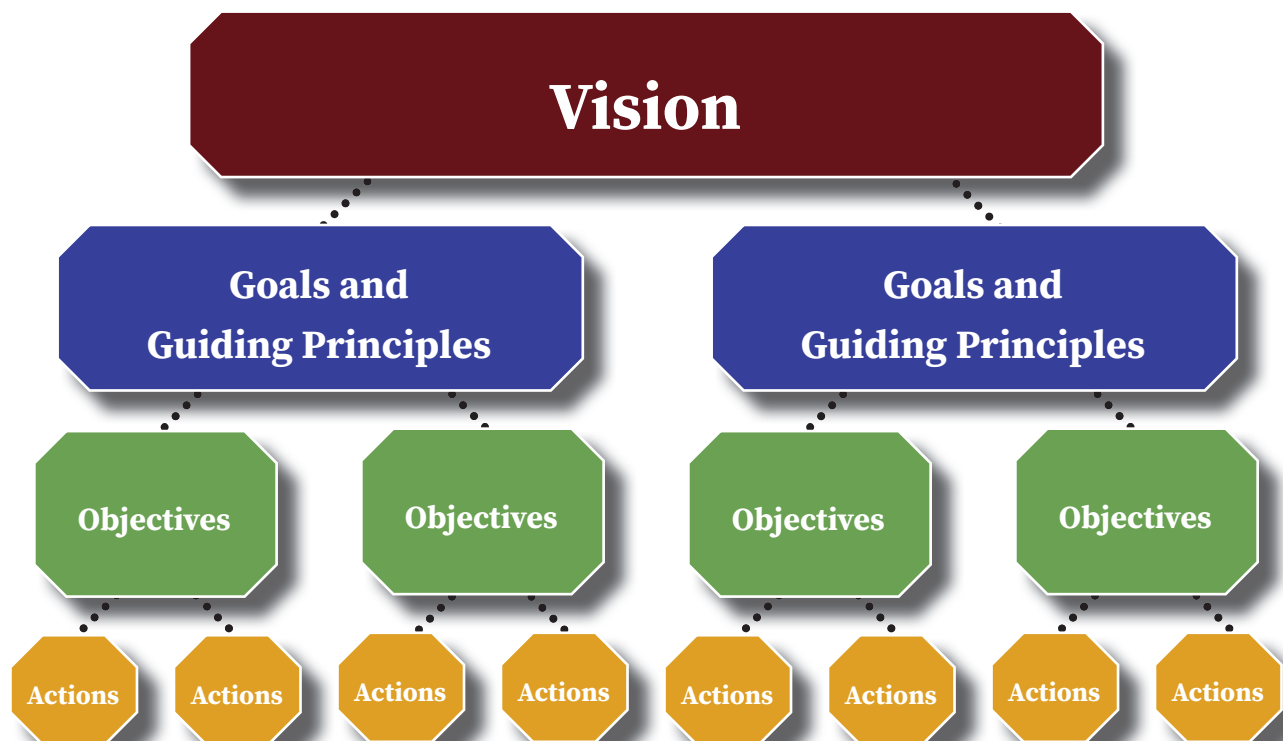 Vision
Goals and
Guiding Principles
Goals and
Guiding Principles
Objectives
Objectives
Objectives
Objectives
Actions
Actions
Actions
Actions
Actions
Actions
Actions
Actions